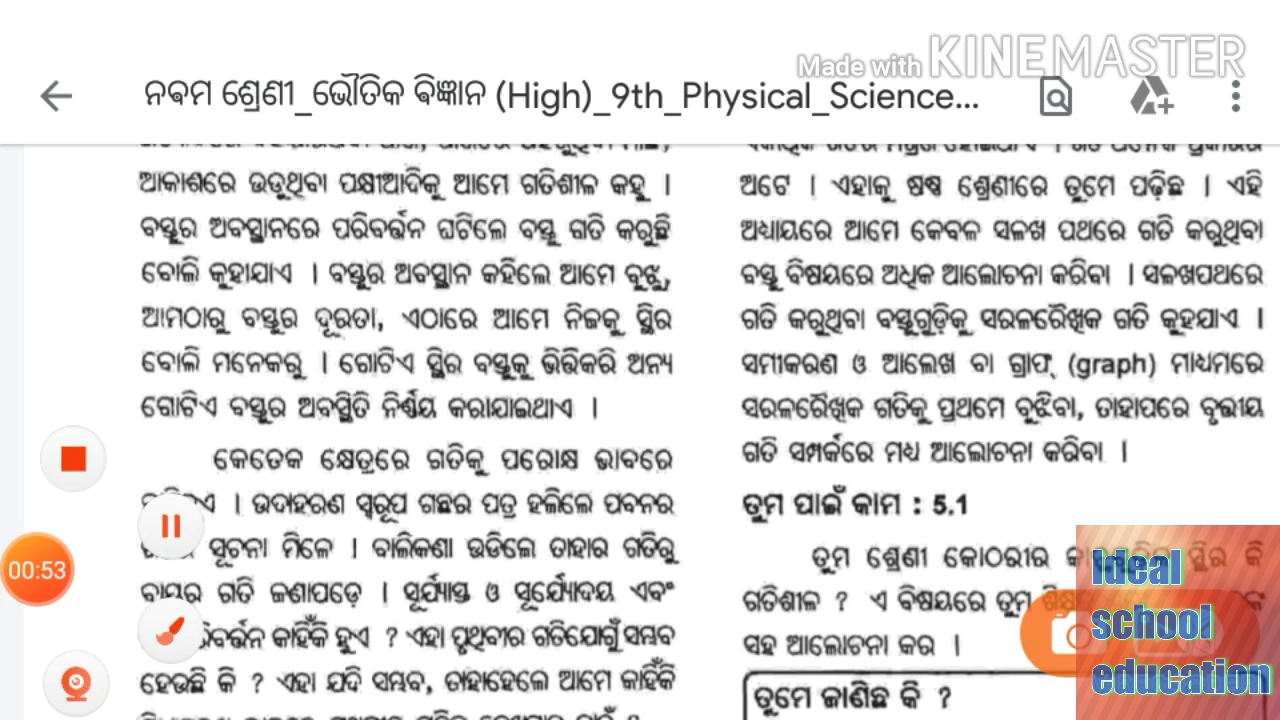 Made with KINEMASTER
ନବମ ଶ୍ରେଣୀ_ଭୌତିକ ବିଜ୍ଞାନ (High)_9th_Physical_Science...
ଆକାଶରେ ଉଡୁଥିବା ପକ୍ଷୀଆଦିକୁ ଆମେ ଗତିଶୀଳ କହୁ ।
ବସ୍ତୁର ଅବସ୍ଥାନରେ ପରିବର୍ତ୍ତନ ଘଟିଲେ ବସ୍ତୁ ଗତି କରୁଛି
ବୋଲି କୁହାଯାଏ । ବସ୍ତୁର ଅବସ୍ଥାନ କହିଲେ ଆମେ ବୁଝୁ,
ଆମଠାରୁ ବସ୍ତୁର ଦୂରତା, ଏଠାରେ ଆମେ ନିଜକୁ ସ୍ଥିର
ବୋଲି ମନେକରୁ । ଗୋଟିଏ ସ୍ଥିର ବସ୍ତୁକୁ ଭିତ୍ତିକରି ଅନ୍ୟ
ଗୋଟିଏ ବସ୍ତୁର ଅବସ୍ଥିତି ନିର୍ଣ୍ଣୟ କରାଯାଇଥାଏ ।
କେତେକ କ୍ଷେତ୍ରରେ ଗତିକୁ ପରୋକ୍ଷ ଭାବରେ
। ଉଦାହରଣ ସ୍ୱରୂପ ଗଛର ପତ୍ର ହଲିଲେ ପବନର
ସୂଚନା ମିଳେ । ବାଲିକଣା ଉଡିଲେ ତାହାର ଗତିରୁ
ବାୟୁର ଗତି ଜଣାପଡ଼େ । ସୂର୍ଯ୍ୟାସ୍ତ ଓ ସୂର୍ଯ୍ୟୋଦୟ ଏବଂ
କାହିଁକି ହୁଏ ? ଏହା ପୃଥିବୀର ଗତିଯୋଗୁଁ ସମ୍ଭବ
ହେଉଛି କି ? ଏହା ଯଦି ସମ୍ଭବ, ତାହାହେଲେ ଆମେ କାହିଁକି
ଅଟେ । ଏହାକୁ ଷଷ୍ଠ ଶ୍ରେଣୀରେ ତୁମେ ପଢ଼ିଛ । ଏହି
ଅଧ୍ୟାୟରେ ଆମେ କେବଳ ସଳଖ ପଥରେ ଗତି କରୁଥିବା
ବସ୍ତୁ ବିଷୟରେ ଅଧିକ ଆଲୋଚନା କରିବା । ସଳଖପଥରେ
ଗତି କରୁଥିବା ବସ୍ତୁଗୁଡ଼ିକୁ ସରଳରୈଖିକ ଗତି କୁହଯାଏ ।
ସମୀକରଣ ଓ ଆଲେଖ ବା ଗ୍ରାଫ୍ (graph) ମାଧ୍ୟମରେ
ସରଳରୈଖିକ ଗତିକୁ ପ୍ରଥମେ ବୁଝିବା, ତାହାପରେ ବୃତ୍ତୀୟ
ଗତି ସମ୍ପର୍କରେ ମଧ୍ୟ ଆଲୋଚନା କରିବା ।
ତୁମ ପାଇଁ କାମ : 5.1
ତୁମ ଶ୍ରେଣୀ କୋଠରୀର ସ୍ଥିର କି
ଗତିଶୀଳ ? ଏ ବିଷୟରେ ତୁମ
ସହ ଆଲୋଚନା କର ।
ତୁମେ ଜାଣିଛ କି ?
00:53
Ideal
school
education